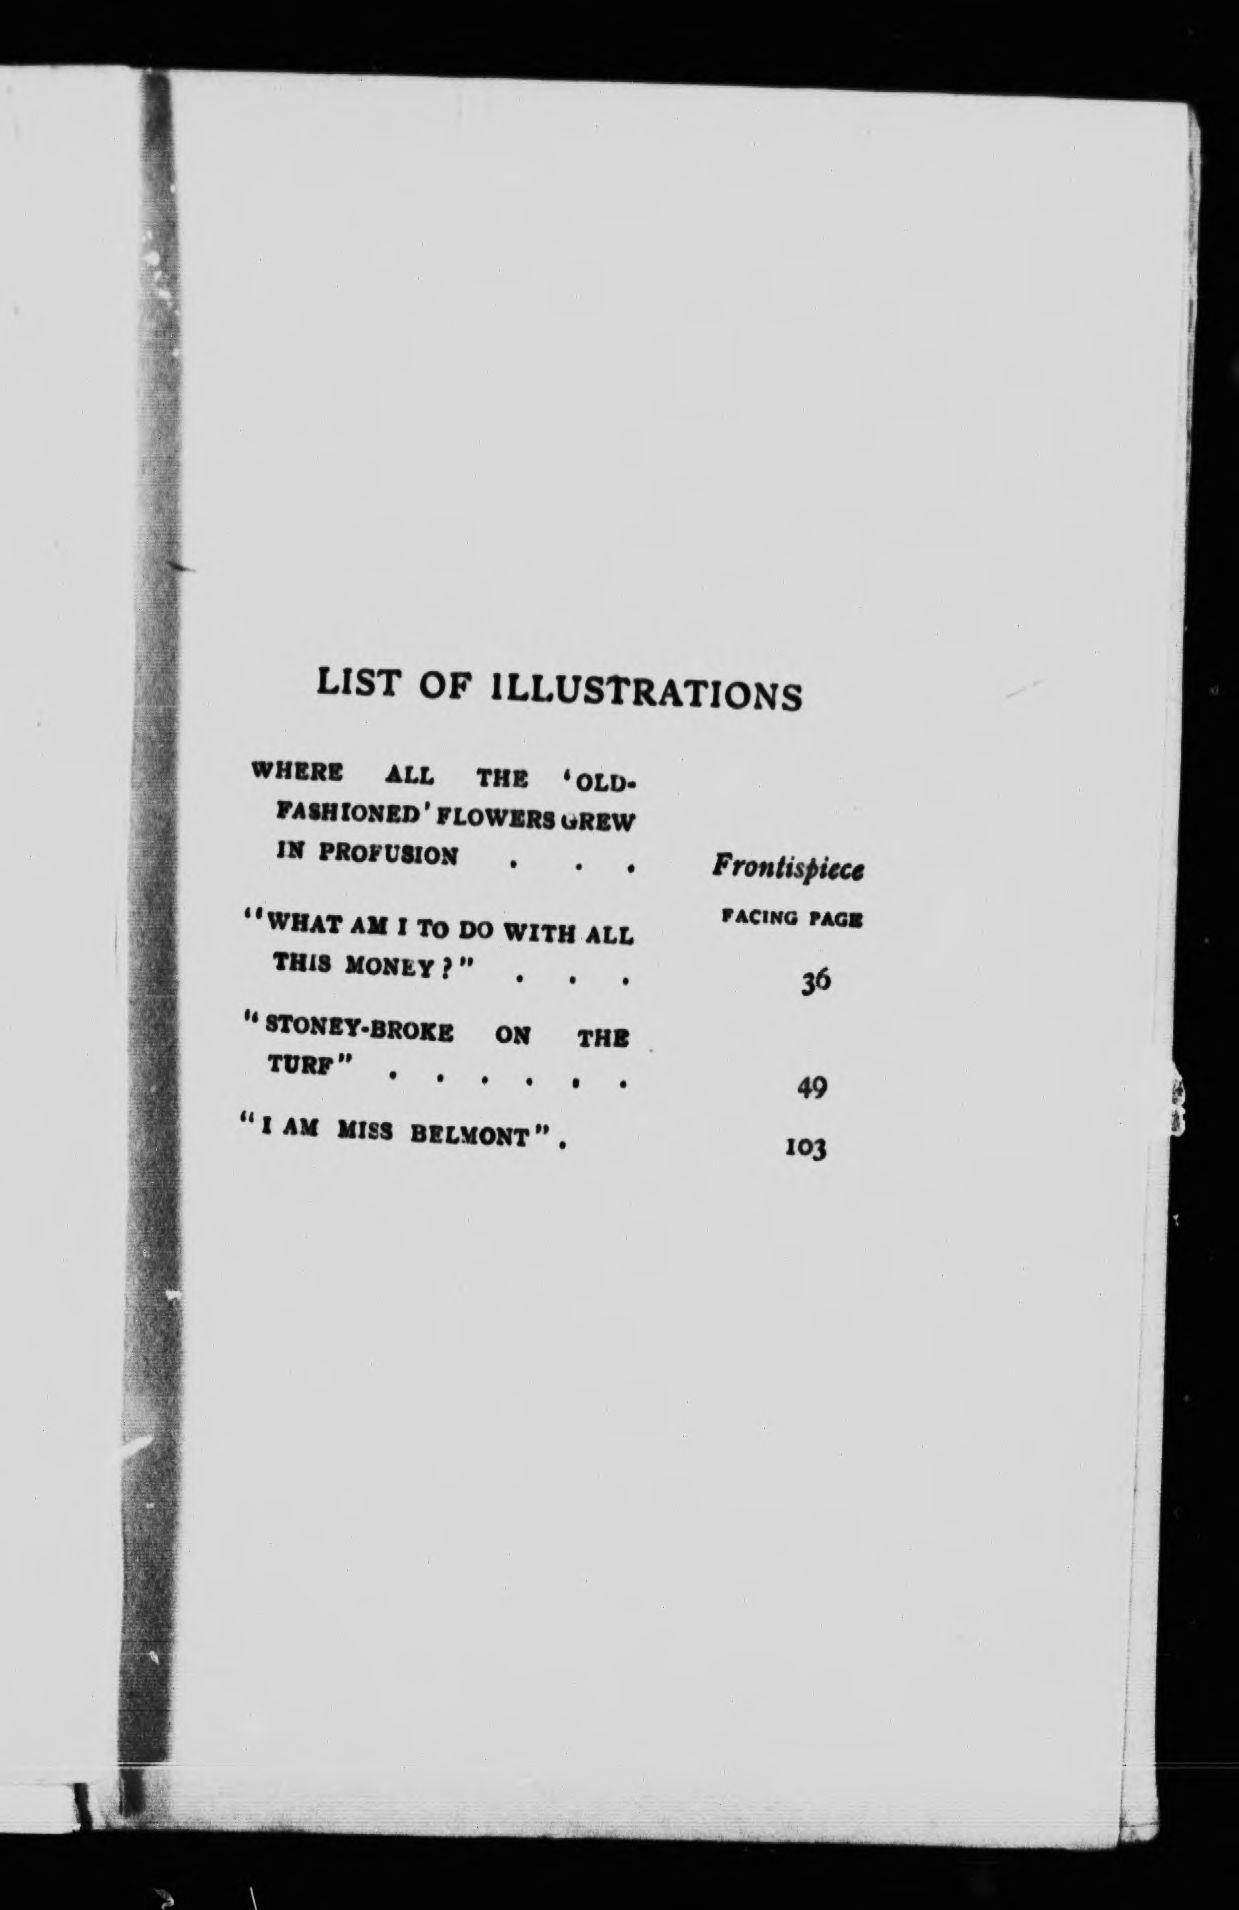 LIST OF ILLUSTRATIONS
WHERE ALL THE 'OLD-
FASHIONED' FLOWERS GREW
IN PROFUSION . . . Frontispiece
FACING PAGE
"WHAT AM I TO DO WITH ALL
THIS MONEY?" . . . 36
"STONEY-BROKE ON THE
TURF" . . . . . . 49
"I AM MISS BELMONT" . 103